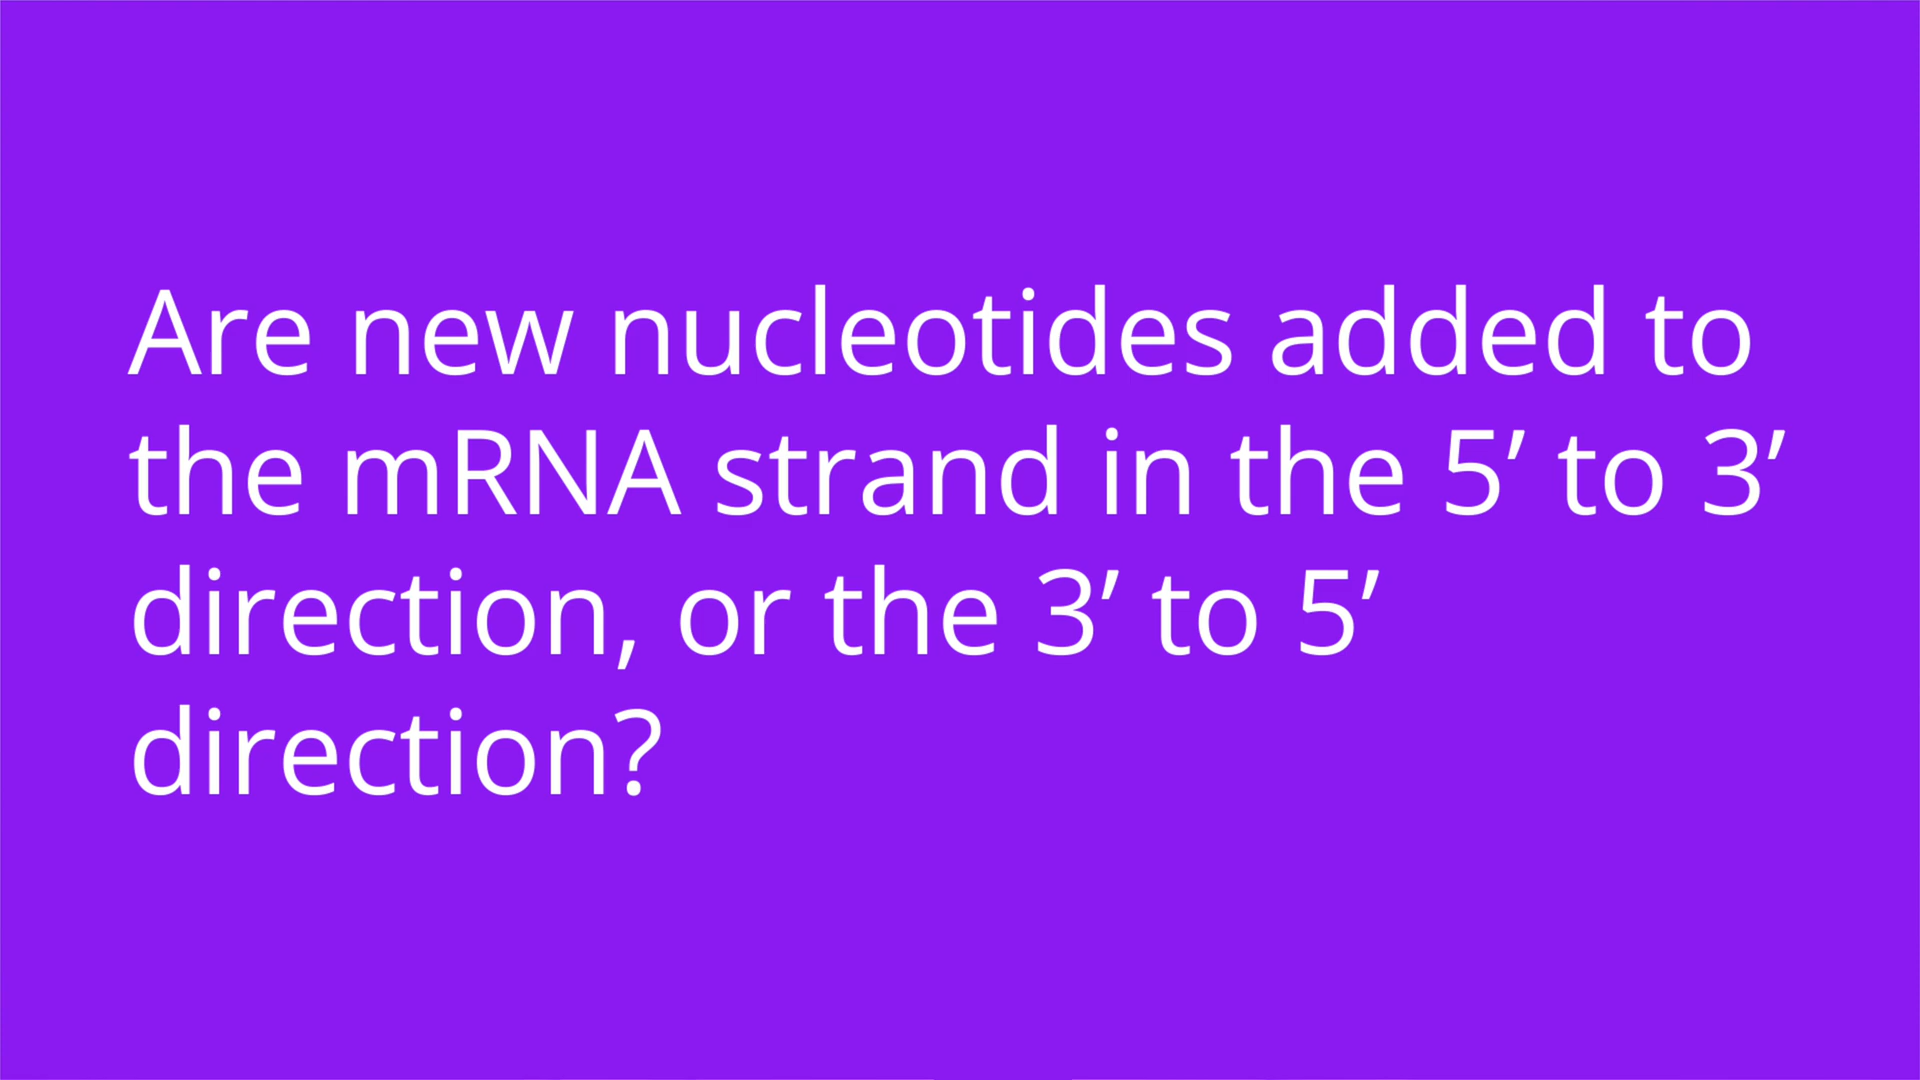 Are new nucleotides added to
the mRNA strand in the 5’ to 3’
direction, or the 3’ to 5’
direction?